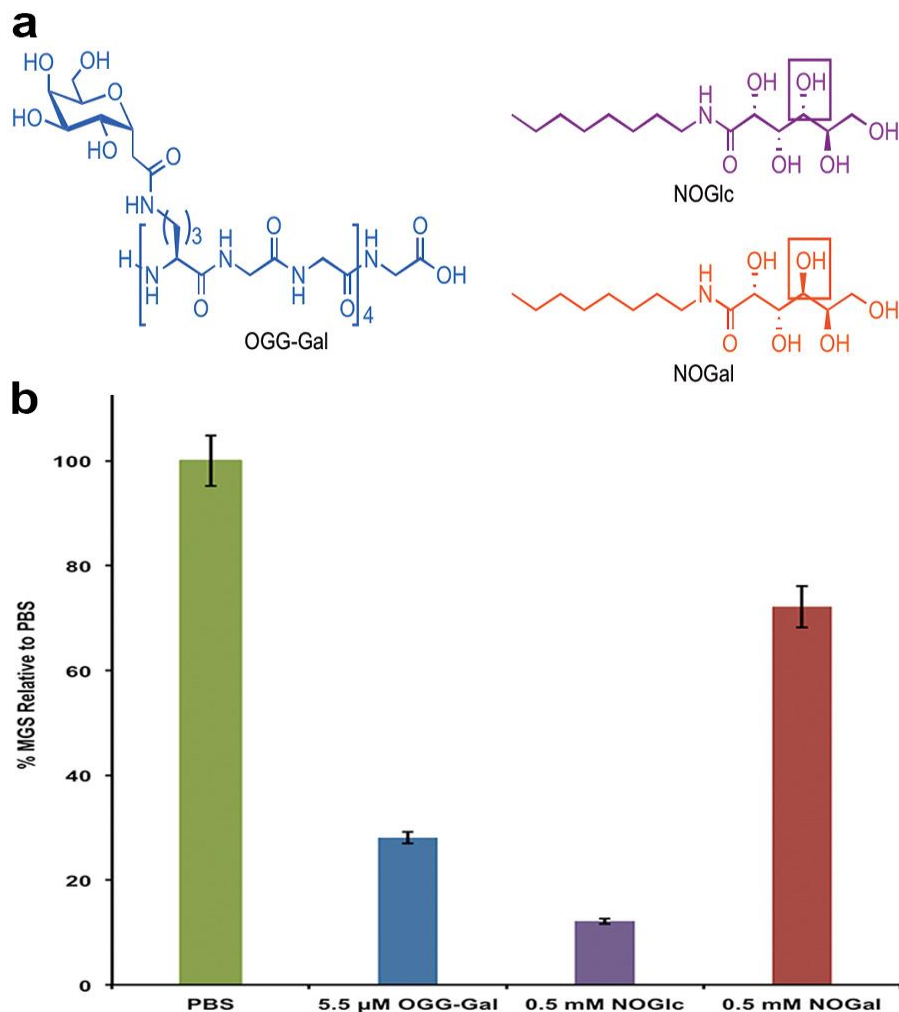 a
HO
OH
O
HO
HO
O
HN
3
H
N
H
O
H
N
O
N
H
O
4
H
N
O
OH
OGG-Gal
H
N
O
OH
OH
OH
OH
OH
NOGlc
H
N
O
OH
OH
OH
OH
OH
NOGal
b
% MGS Relative to PBS
100
80
60
40
20
0
PBS
5.5 µM OGG-Gal
0.5 mM NOGlc
0.5 mM NOGal